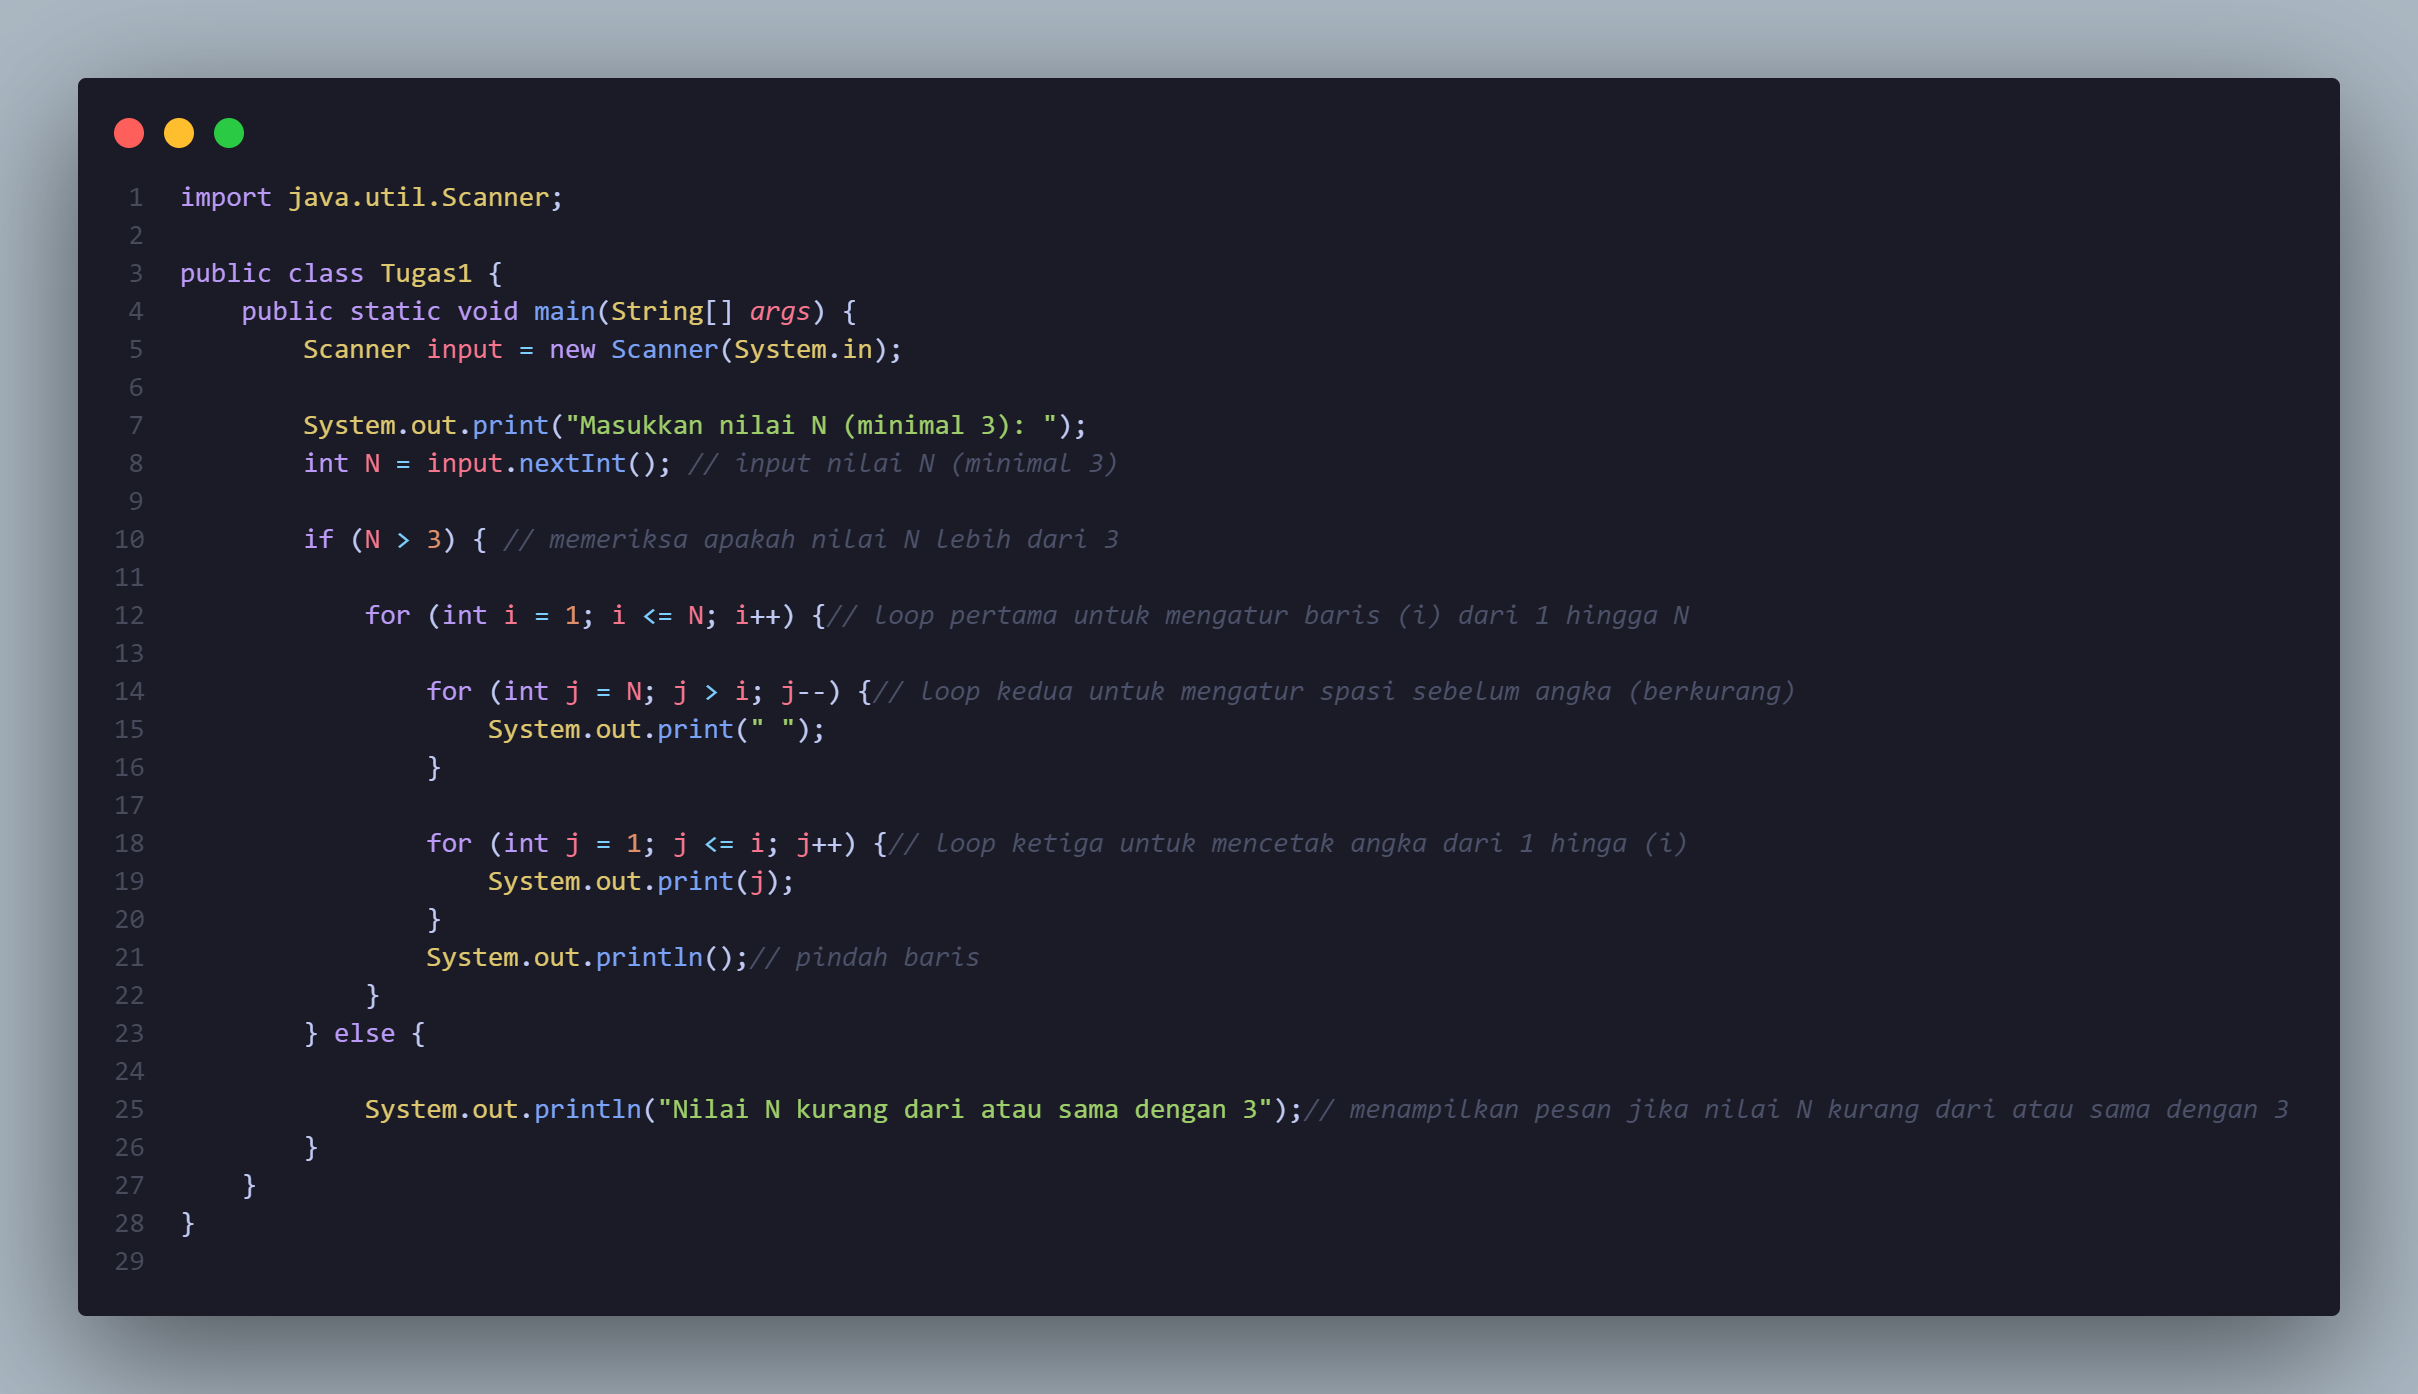 1 import java.util.Scanner;
2
3 public class Tugas1 {
4     public static void main(String[] args) {
5         Scanner input = new Scanner(System.in);
6
7         System.out.print("Masukkan nilai N (minimal 3): ");
8         int N = input.nextInt(); // input nilai N (minimal 3)
9
10         if (N > 3) { // memeriksa apakah nilai N lebih dari 3
11
12             for (int i = 1; i <= N; i++) {// loop pertama untuk mengatur baris (i) dari 1 hingga N
13
14                 for (int j = N; j > i; j--) {// loop kedua untuk mengatur spasi sebelum angka (berkurang)
15                     System.out.print(" ");
16                 }
17
18                 for (int j = 1; j <= i; j++) {// loop ketiga untuk mencetak angka dari 1 hinga (i)
19                     System.out.print(j);
20                 }
21                 System.out.println();// pindah baris
22             }
23         } else {
24
25             System.out.println("Nilai N kurang dari atau sama dengan 3");// menampilkan pesan jika nilai N kurang dari atau sama dengan 3
26         }
27     }
28 }
29